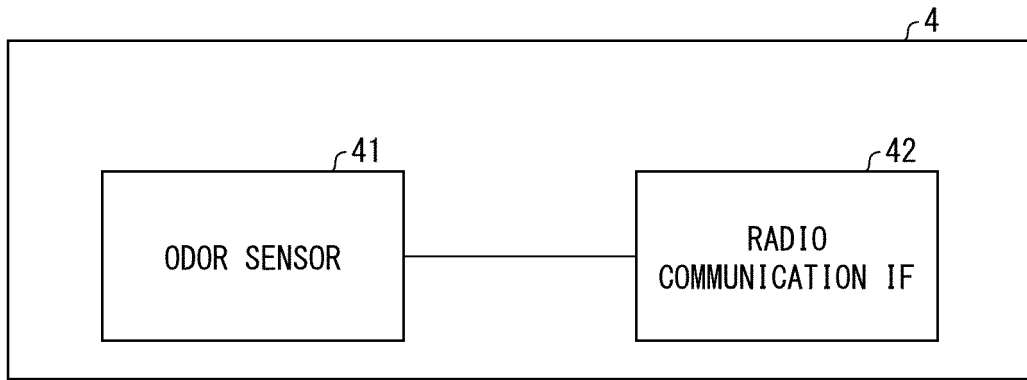 4
41
42
ODOR SENSOR
RADIO
COMMUNICATION IF